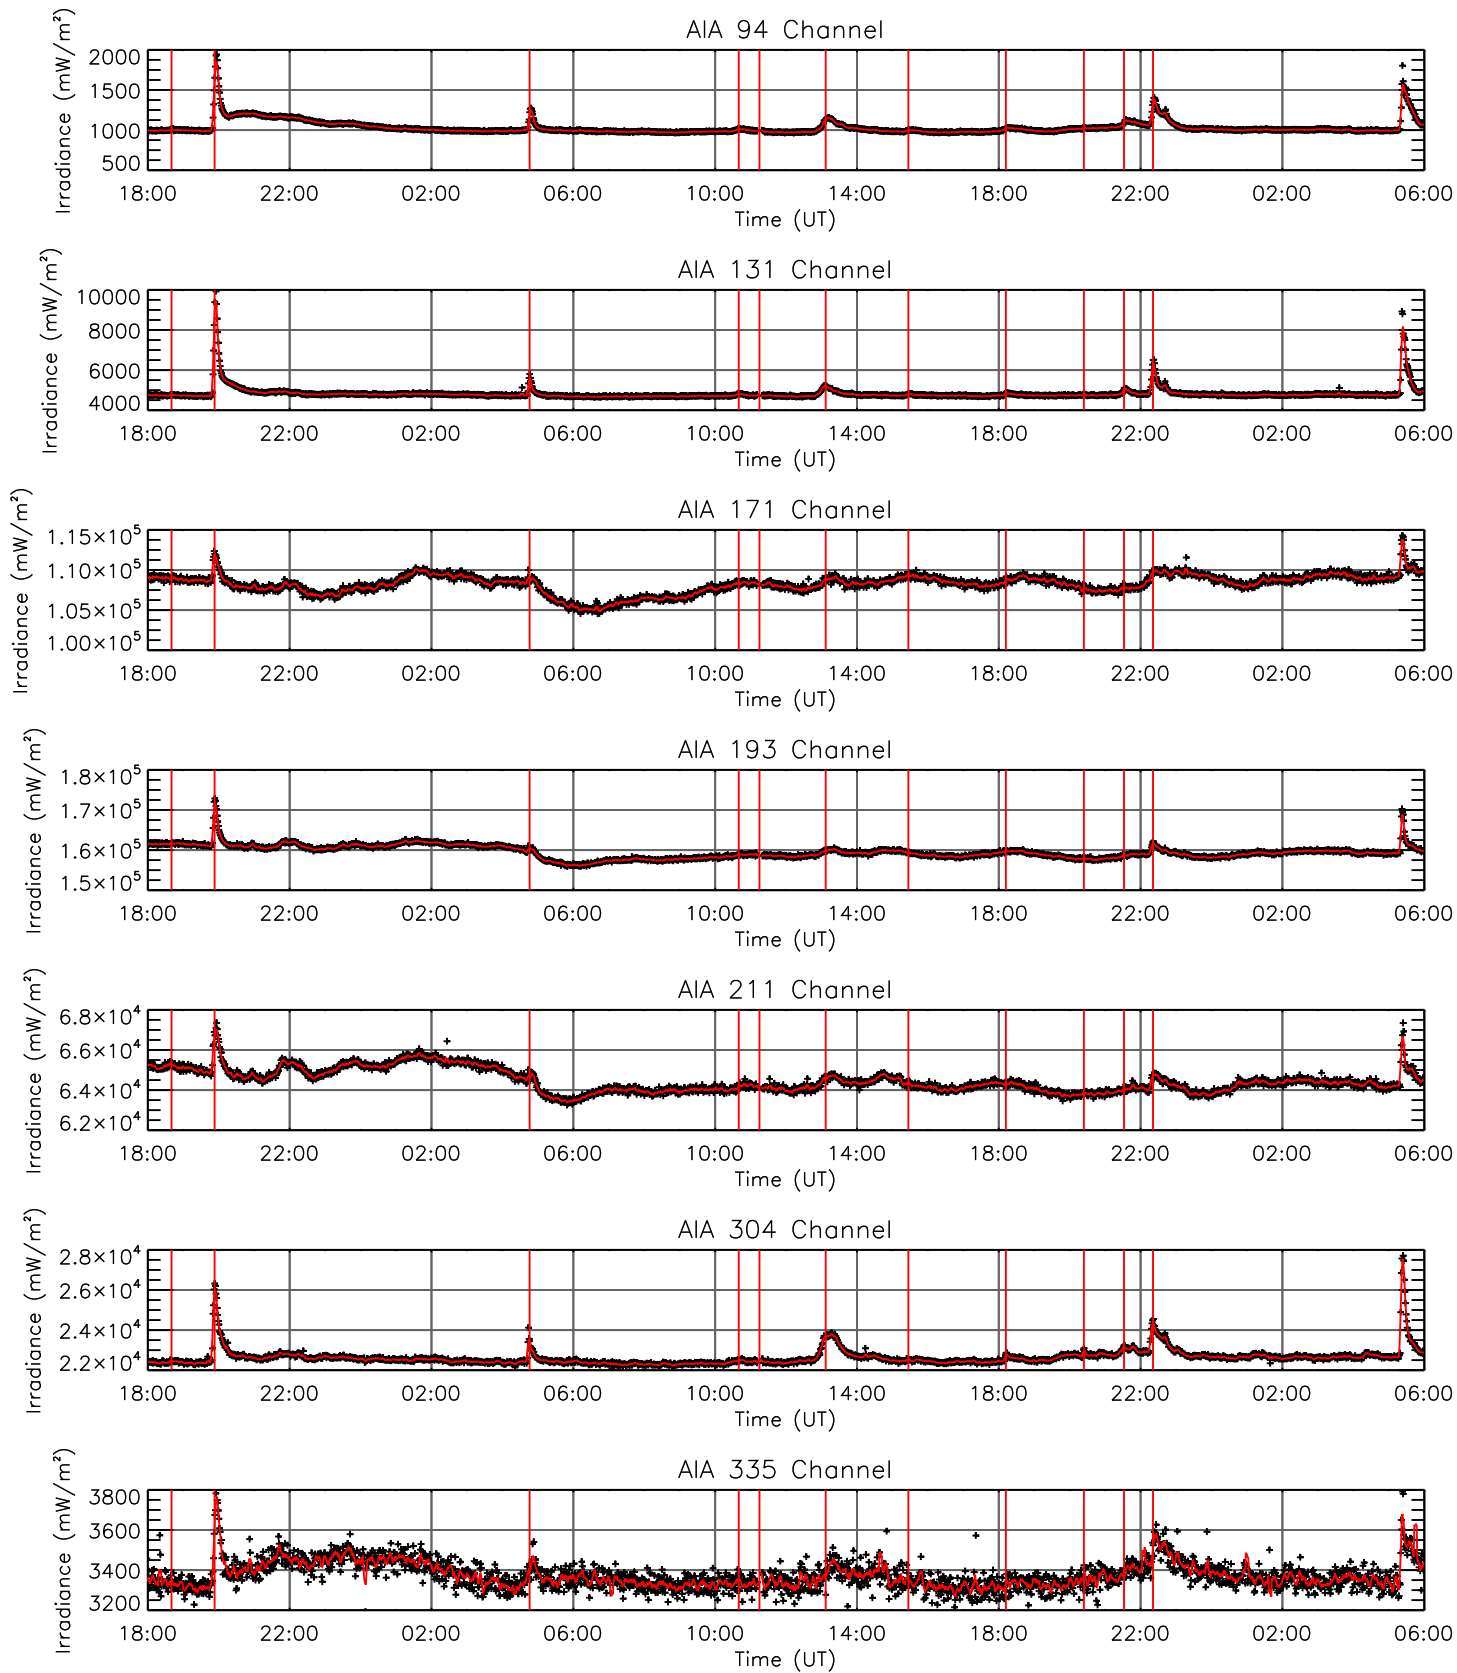 AIA 94 Channel
Irradiance (mW/m²)
2000
1500
1000
500
18:00 22:00 02:00 06:00 10:00 14:00 18:00 22:00 02:00 06:00
Time (UT)
AIA 131 Channel
Irradiance (mW/m²)
10000
8000
6000
4000
18:00 22:00 02:00 06:00 10:00 14:00 18:00 22:00 02:00 06:00
Time (UT)
AIA 171 Channel
Irradiance (mW/m²)
1.15×10⁵
1.10×10⁵
1.05×10⁵
1.00×10⁵
18:00 22:00 02:00 06:00 10:00 14:00 18:00 22:00 02:00 06:00
Time (UT)
AIA 193 Channel
Irradiance (mW/m²)
1.8×10⁵
1.7×10⁵
1.6×10⁵
1.5×10⁵
18:00 22:00 02:00 06:00 10:00 14:00 18:00 22:00 02:00 06:00
Time (UT)
AIA 211 Channel
Irradiance (mW/m²)
6.8×10⁴
6.6×10⁴
6.4×10⁴
6.2×10⁴
18:00 22:00 02:00 06:00 10:00 14:00 18:00 22:00 02:00 06:00
Time (UT)
AIA 304 Channel
Irradiance (mW/m²)
2.8×10⁴
2.6×10⁴
2.4×10⁴
2.2×10⁴
18:00 22:00 02:00 06:00 10:00 14:00 18:00 22:00 02:00 06:00
Time (UT)
AIA 335 Channel
Irradiance (mW/m²)
3800
3600
3400
3200
18:00 22:00 02:00 06:00 10:00 14:00 18:00 22:00 02:00 06:00
Time (UT)